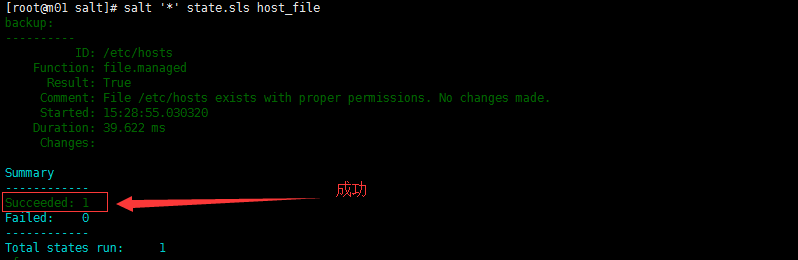 [root@m01 salt]# salt '*' state.sls host_file
backup:
----------
          ID: /etc/hosts
    Function: file.managed
      Result: True
     Comment: File /etc/hosts exists with proper permissions. No changes made.
     Started: 15:28:55.030320
    Duration: 39.622 ms
     Changes:
Summary
------------
成功
Succeeded: 1
Failed:    0
------------
Total states run:     1